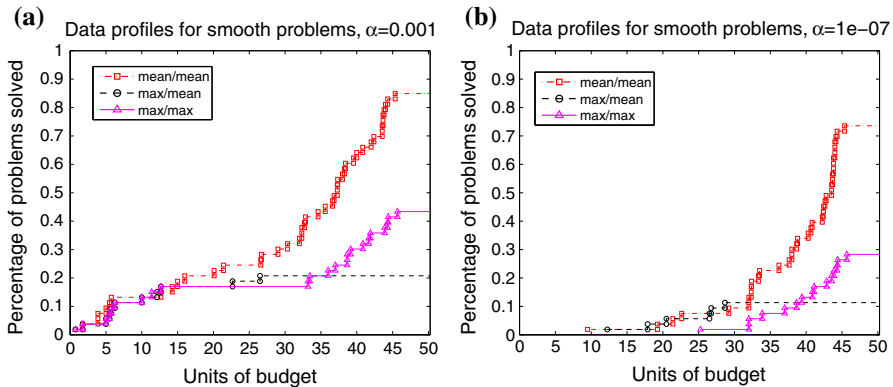 (a)
Data profiles for smooth problems, α=0.001
Percentage of problems solved
1
0.9
0.8
0.7
0.6
0.5
0.4
0.3
0.2
0.1
0
mean/mean
max/mean
max/max
0 5 10 15 20 25 30 35 40 45 50
Units of budget
(b)
Data profiles for smooth problems, α=1e−07
Percentage of problems solved
1
0.9
0.8
0.7
0.6
0.5
0.4
0.3
0.2
0.1
0
mean/mean
max/mean
max/max
0 5 10 15 20 25 30 35 40 45 50
Units of budget